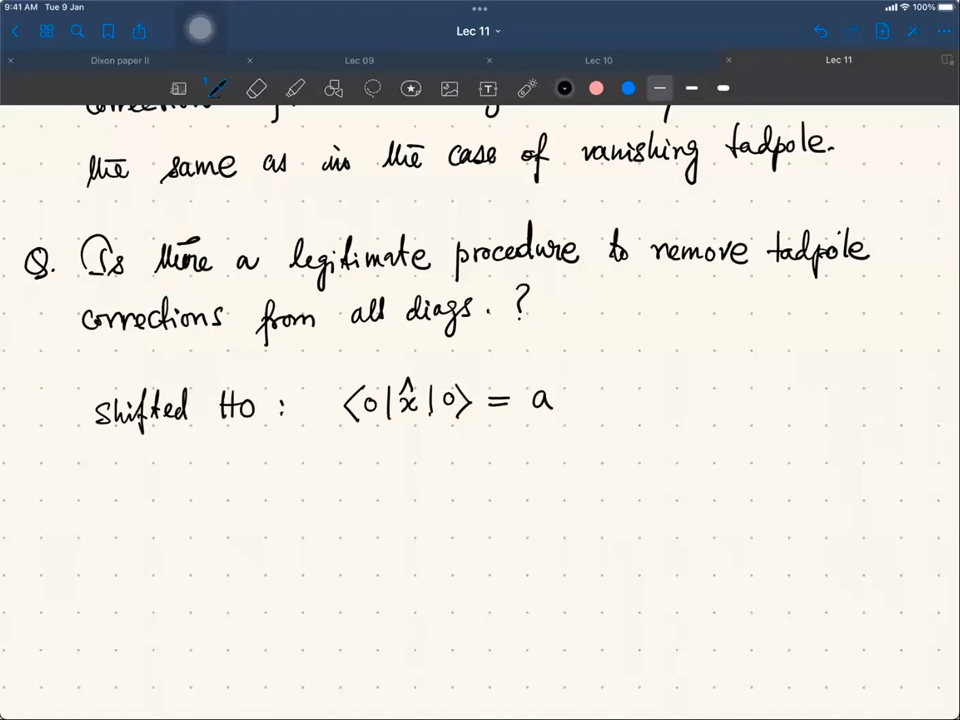 9:41 AM Tue 9 Jan
100%
Lec 11
Dixon paper II
Lec 09
Lec 10
Lec 11
the same as in the case of vanishing tadpole.
Q. Is there a legitimate procedure to remove tadpole
corrections from all diags. ?
Shifted HO : ⟨0|x̂|0⟩ = a